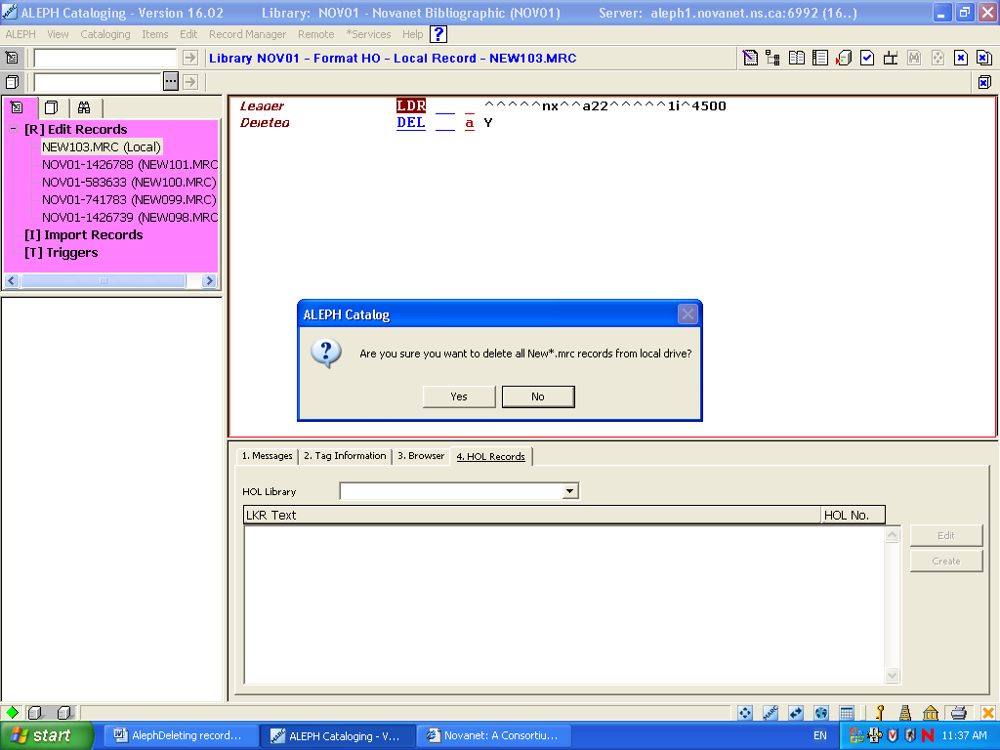 ALEPH Cataloging - Version 16.02 Library: NOV01 - Novanet Bibliographic (NOV01) Server: aleph1.novanet.ns.ca:6992 (16..)
ALEPH View Cataloging Items Edit Record Manager Remote *Services Help ?
Library NOV01 - Format HO - Local Record - NEW103.MRC
[R] Edit Records
NEW103.MRC (Local)
NOV01-1426788 (NEW101.MRC
NOV01-583633 (NEW100.MRC)
NOV01-741783 (NEW099.MRC)
NOV01-1426739 (NEW098.MRC
[I] Import Records
[T] Triggers
Leader LDR __ _ ^^^^^nx^^a22^^^^^1i^4500
Deleted DEL __ a Y
ALEPH Catalog
Are you sure you want to delete all New*.mrc records from local drive?
Yes No
1. Messages 2. Tag Information 3. Browser 4. HOL Records
HOL Library
LKR Text HOL No.
Edit
Create
start AlephDeleting record... ALEPH Cataloging - V... Novanet: A Consortiu... EN 11:37 AM